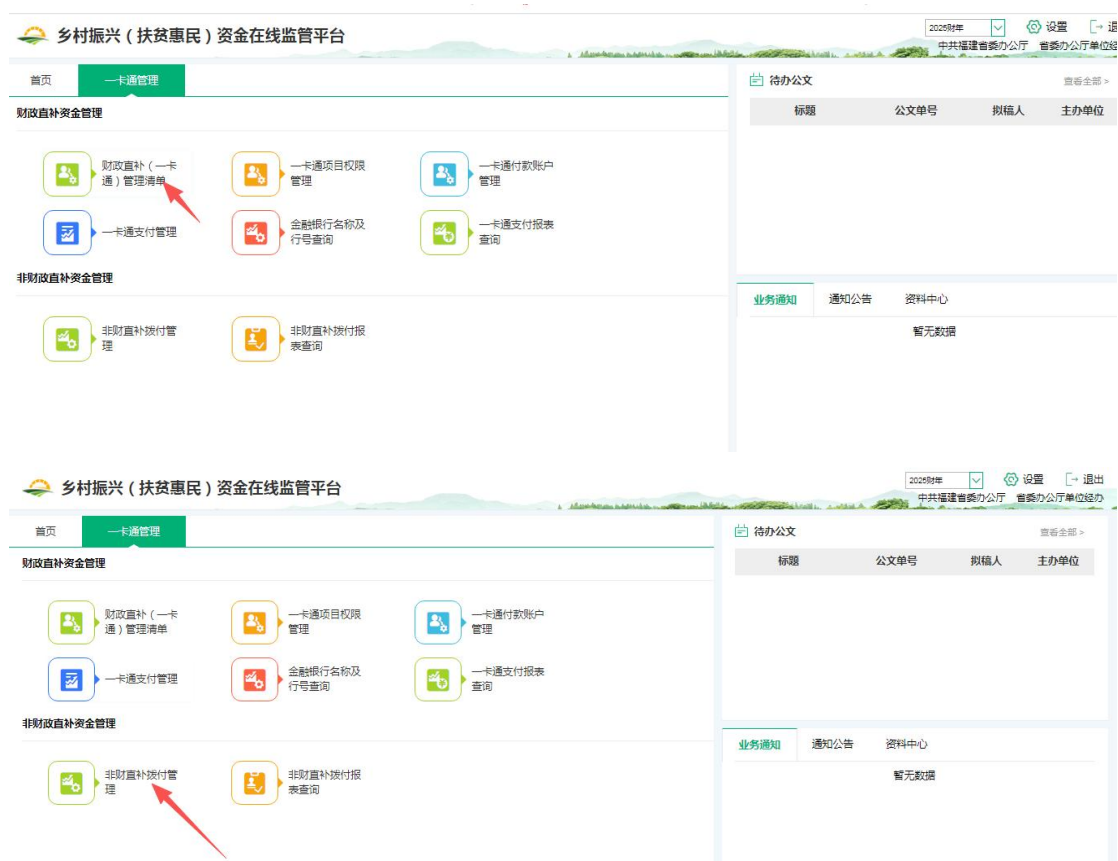 乡村振兴（扶贫惠民）资金在线监管平台
2025财年
设置
中共福建省委办公厅 省委办公厅单位经
首页 一卡通管理
财政直补资金管理
财政直补（一卡
通）管理清单
一卡通项目权限
管理
一卡通付款账户
管理
一卡通支付管理
金融银行名称及
行号查询
一卡通支付报表
查询
非财政直补资金管理
非财直补拨付管
理
非财直补拨付报
表查询
待办公文 查看全部 >
标题 公文单号 拟稿人 主办单位
业务通知 通知公告 资料中心
暂无数据
乡村振兴（扶贫惠民）资金在线监管平台
2025财年
设置 退出
中共福建省委办公厅 省委办公厅单位经办
首页 一卡通管理
财政直补资金管理
财政直补（一卡
通）管理清单
一卡通项目权限
管理
一卡通付款账户
管理
一卡通支付管理
金融银行名称及
行号查询
一卡通支付报表
查询
非财政直补资金管理
非财直补拨付管
理
非财直补拨付报
表查询
待办公文 查看全部 >
标题 公文单号 拟稿人 主办单位
业务通知 通知公告 资料中心
暂无数据